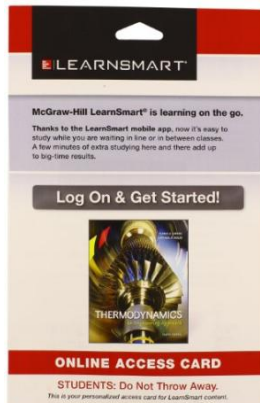 LEARNSMART®
McGraw-Hill LearnSmart® is learning on the go.
Thanks to the LearnSmart mobile app, now it's easy to
study while you are waiting in line or in between classes.
A few minutes of extra studying here and there add up
to big-time results.
Log On & Get Started!
THERMODYNAMICS
ONLINE ACCESS CARD
STUDENTS: Do Not Throw Away.
This is your personalized access card for LearnSmart content.